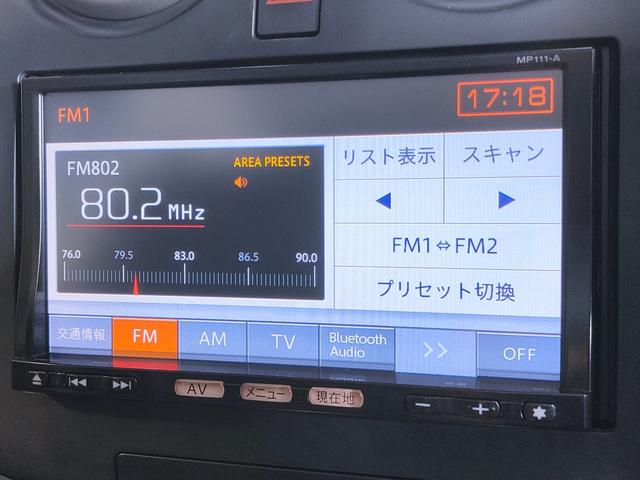 MP111-A
FM1
17:18
FM802
AREA PRESETS
80.2 MHz
76.0 79.5 83.0 86.5 90.0
リスト表示 スキャン
FM1⇔FM2
プリセット切換
交通情報 FM AM TV Bluetooth Audio >> OFF
AV メニュー 現在地